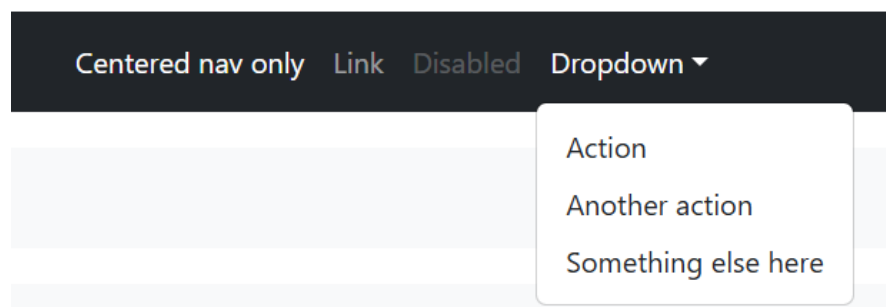 Centered nav only Link Disabled Dropdown
Action
Another action
Something else here